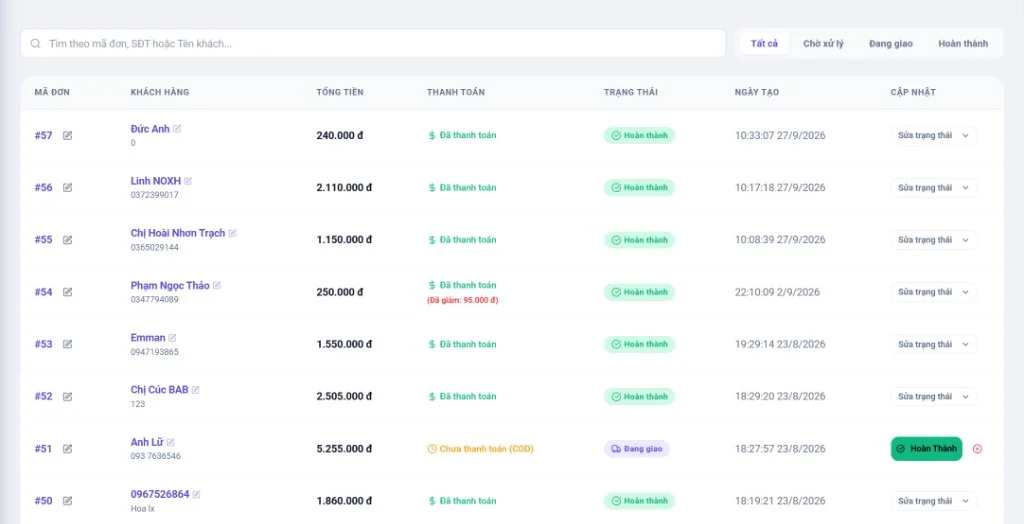 Tìm theo mã đơn, SĐT hoặc Tên khách...
Tất cả
Chờ xử lý
Đang giao
Hoàn thành
MÃ ĐƠN
KHÁCH HÀNG
TỔNG TIỀN
THANH TOÁN
TRẠNG THÁI
NGÀY TẠO
CẬP NHẬT
#57
Đức Anh
0
240.000 đ
Đã thanh toán
Hoàn thành
10:33:07 27/9/2026
Sửa trạng thái
#56
Linh NOXH
0372399017
2.110.000 đ
Đã thanh toán
Hoàn thành
10:17:18 27/9/2026
Sửa trạng thái
#55
Chị Hoài Nhơn Trạch
0365029144
1.150.000 đ
Đã thanh toán
Hoàn thành
10:08:39 27/9/2026
Sửa trạng thái
#54
Phạm Ngọc Thảo
0347794089
250.000 đ
Đã thanh toán
(Đã giảm: 95.000 đ)
Hoàn thành
22:10:09 2/9/2026
Sửa trạng thái
#53
Emman
0947193865
1.550.000 đ
Đã thanh toán
Hoàn thành
19:29:14 23/8/2026
Sửa trạng thái
#52
Chị Cúc BAB
123
2.505.000 đ
Đã thanh toán
Hoàn thành
18:29:20 23/8/2026
Sửa trạng thái
#51
Anh Lữ
093 7636546
5.255.000 đ
Chưa thanh toán (COD)
Đang giao
18:27:57 23/8/2026
Hoàn Thành
#50
0967526864
Hoa lx
1.860.000 đ
Đã thanh toán
Hoàn thành
18:19:21 23/8/2026
Sửa trạng thái